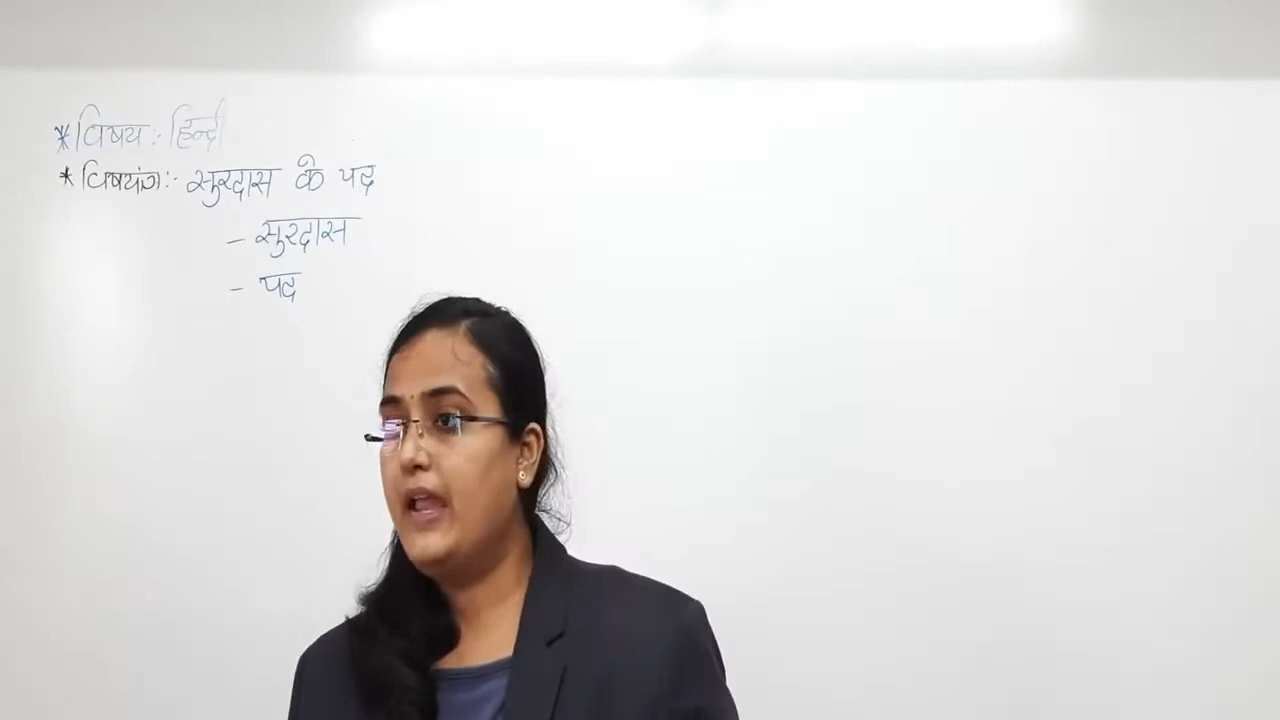 * विषय :- हिन्दी
* विषयांश :- सुरदास के पद
- सुरदास
- पद